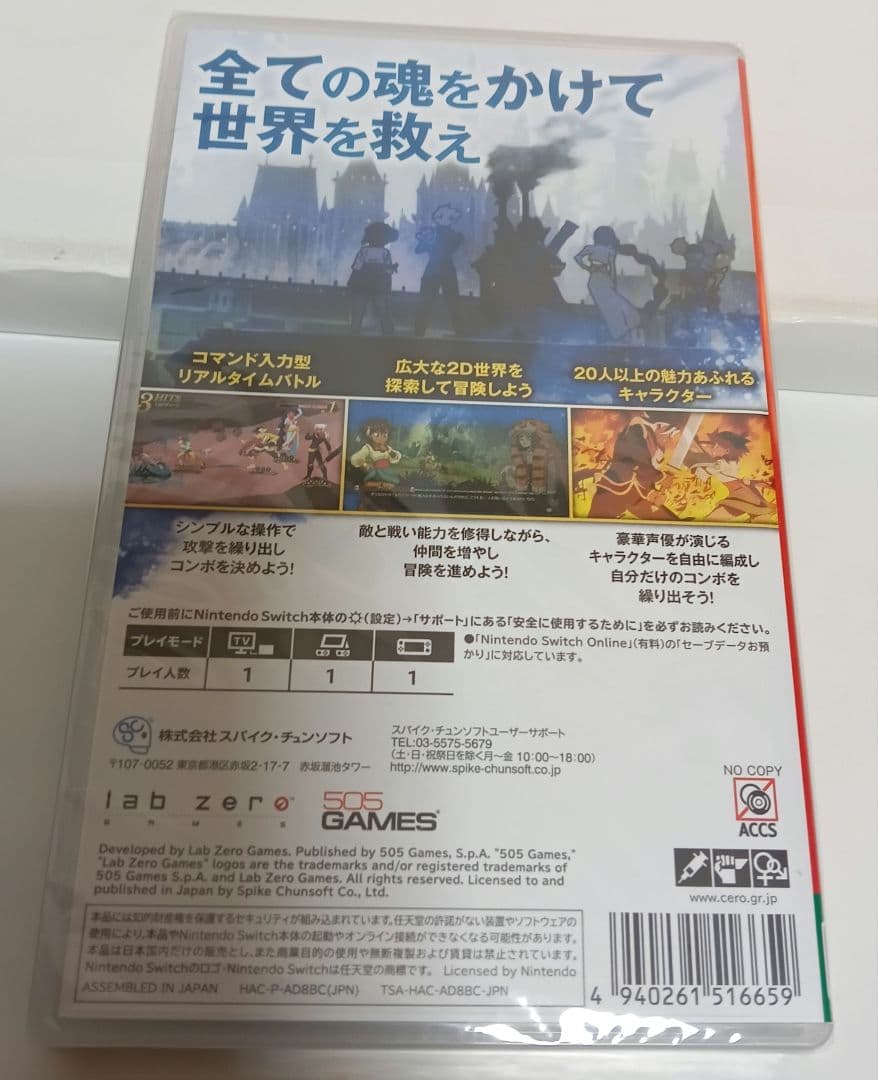 全ての魂をかけて
世界を救え
コマンド入力型
リアルタイムバトル
広大な2D世界を
探索して冒険しよう
20人以上の魅力あふれる
キャラクター
3 HITS
シンプルな操作で
攻撃を繰り出し
コンボを決めよう!
敵と戦い能力を修得しながら、
仲間を増やし
冒険を進めよう!
豪華声優が演じる
キャラクターを自由に編成し
自分だけのコンボを
繰り出そう!
ご使用前にNintendo Switch本体の(設定)→「サポート」にある「安全に使用するために」を必ずお読みください。
プレイモード TV
プレイ人数 1 1 1
●「Nintendo Switch Online」(有料)の「セーブデータお預
かり」に対応しています。
株式会社スパイク・チュンソフト
〒107-0052 東京都港区赤坂2-17-7 赤坂溜池タワー
スパイク・チュンソフトユーザーサポート
TEL:03-5575-5679
(土・日・祝祭日を除く月〜金 10:00〜18:00)
http://www.spike-chunsoft.co.jp
lab zero
GAMES
505
GAMES
NO COPY
ACCS
Developed by Lab Zero Games. Published by 505 Games, S.p.A. "505 Games,"
"Lab Zero Games" logos are the trademarks and/or registered trademarks of
505 Games S.p.A. and Lab Zero Games. All rights reserved. Licensed to and
published in Japan by Spike Chunsoft Co., Ltd.
www.cero.gr.jp
本品には知的財産権を保護するセキュリティが組み込まれています。任天堂の許諾がない装置やソフトウェアの
使用により、本品やNintendo Switch本体の起動やオンライン接続ができなくなる可能性があります。
本品は日本国内だけの販売とし、また商業目的の使用や無断複製および賃貸は禁止されています。
Nintendo Switchのロゴ・Nintendo Switchは任天堂の商標です。 Licensed by Nintendo
ASSEMBLED IN JAPAN HAC-P-AD8BC(JPN) TSA-HAC-AD8BC-JPN
4 940261 516659